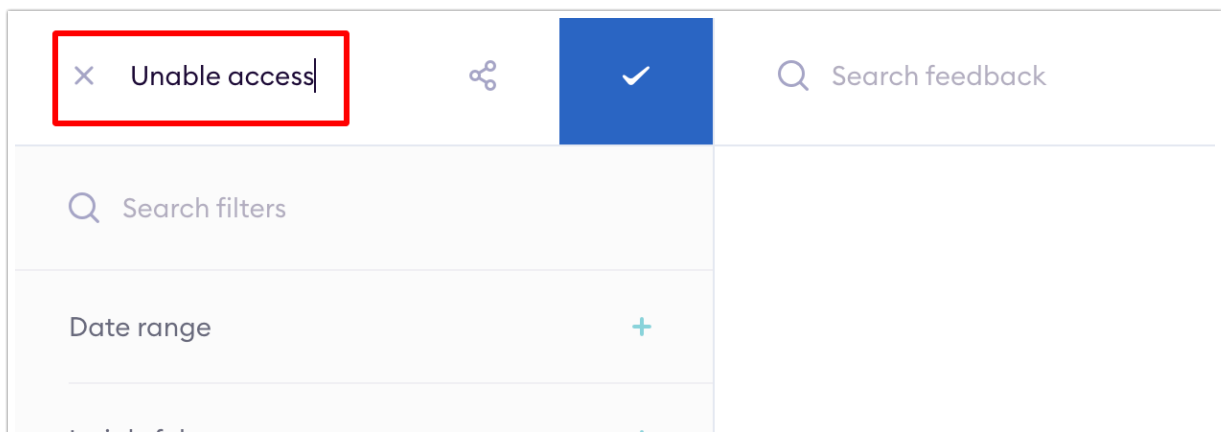 Unable access
Search feedback
Search filters
Date range